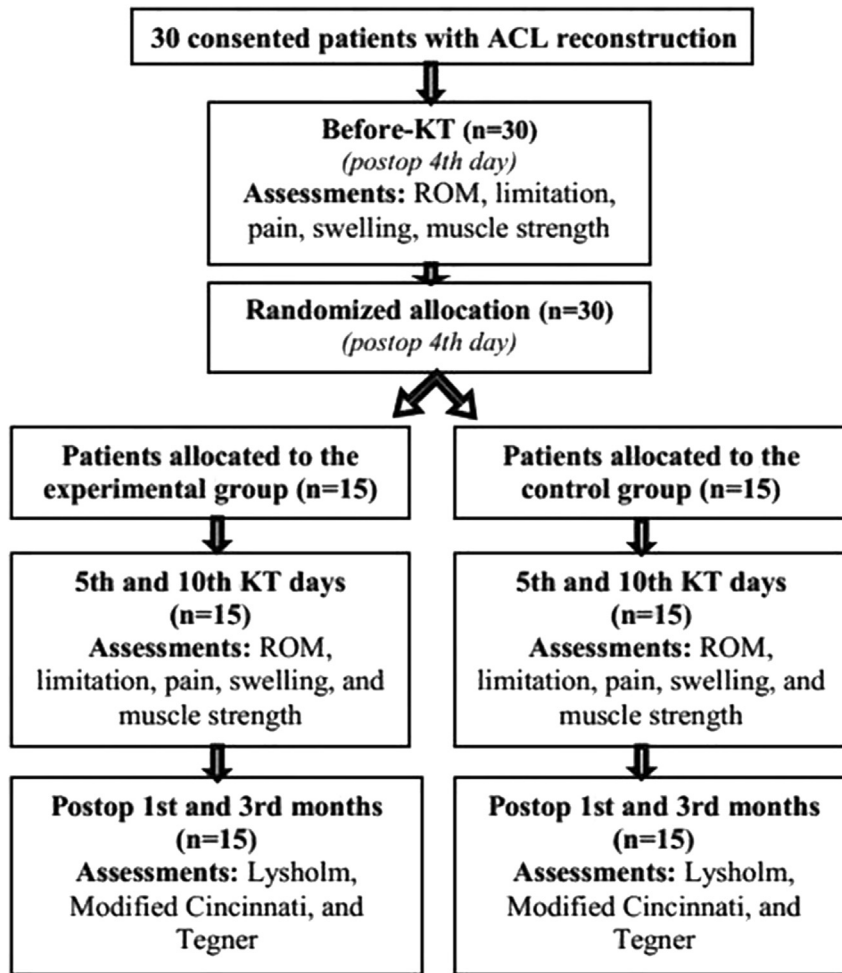 30 consented patients with ACL reconstruction
Before-KT (n=30)
(postop 4th day)
Assessments: ROM, limitation,
pain, swelling, muscle strength
Randomized allocation (n=30)
(postop 4th day)
Patients allocated to the
experimental group (n=15)
Patients allocated to the
control group (n=15)
5th and 10th KT days
(n=15)
Assessments: ROM,
limitation, pain, swelling, and
muscle strength
5th and 10th KT days
(n=15)
Assessments: ROM,
limitation, pain, swelling, and
muscle strength
Postop 1st and 3rd months
(n=15)
Assessments: Lysholm,
Modified Cincinnati, and
Tegner
Postop 1st and 3rd months
(n=15)
Assessments: Lysholm,
Modified Cincinnati, and
Tegner